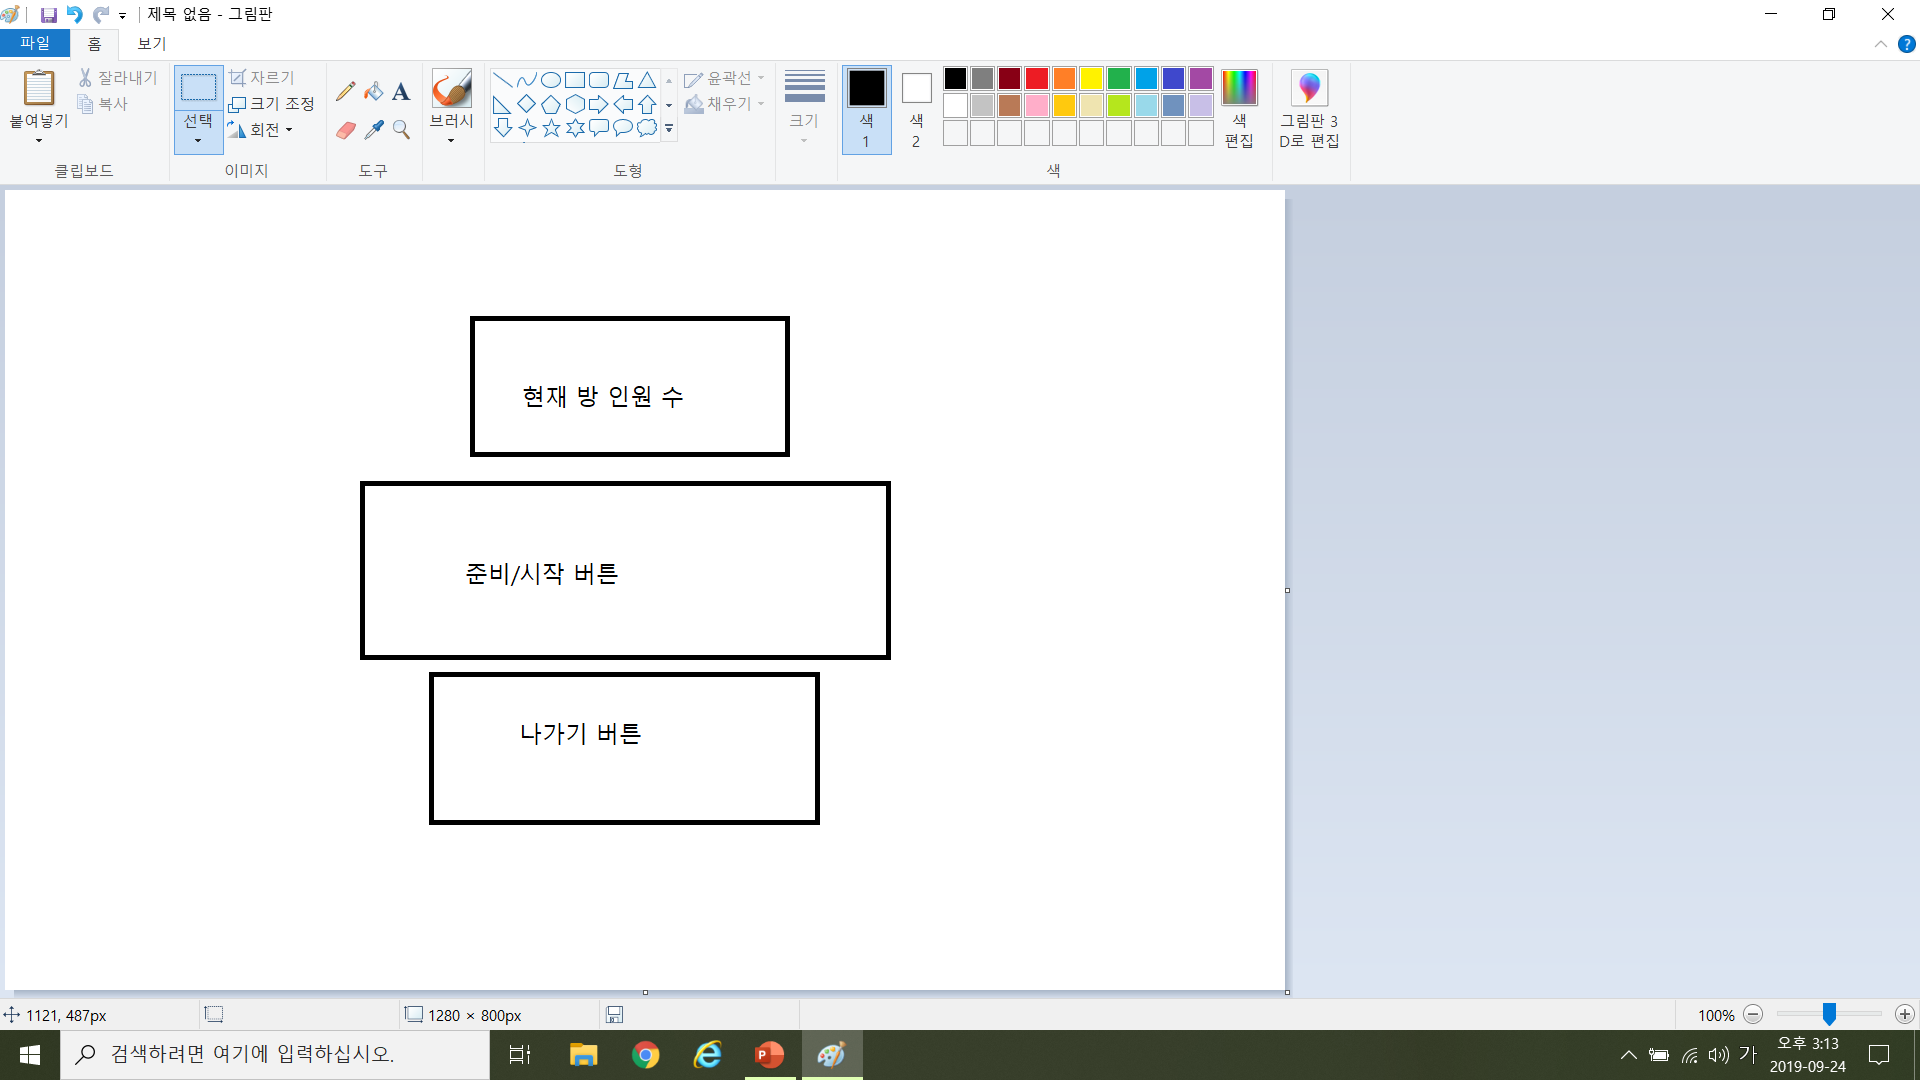 제목 없음 - 그림판
파일 홈 보기
붙여넣기
잘라내기
복사
클립보드
선택
자르기
크기 조정
회전
이미지
A
도구
브러시
도형
윤곽선
채우기
크기
색
1
색
2
색
편집
색
그림판 3
D로 편집
현재 방 인원 수
준비/시작 버튼
나가기 버튼
1121, 487px
1280 × 800px
100%
검색하려면 여기에 입력하십시오.
가
오후 3:13
2019-09-24